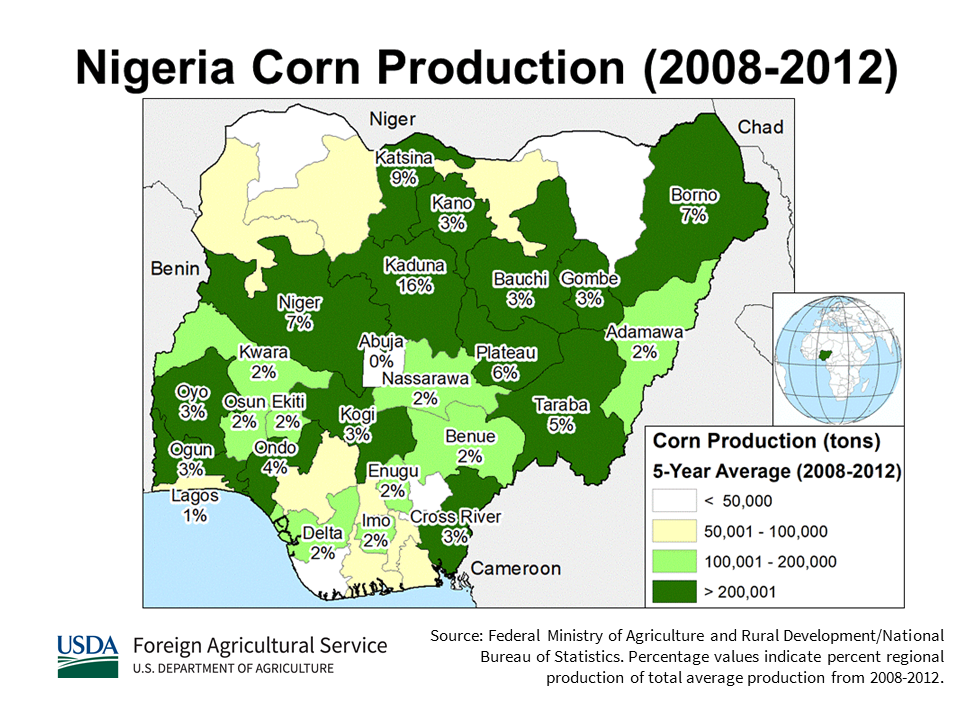 Nigeria Corn Production (2008-2012)
Niger
Chad
Katsina
9%
Kano
3%
Borno
7%
Benin
Kaduna
16%
Bauchi
3%
Gombe
3%
Niger
7%
Abuja
0%
Plateau
6%
Adamawa
2%
Kwara
2%
Nassarawa
2%
Oyo
3%
Osun
2%
Ekiti
2%
Kogi
3%
Taraba
5%
Benue
2%
Ogun
3%
Ondo
4%
Enugu
2%
Lagos
1%
Delta
2%
Imo
2%
Cross River
3%
Cameroon
Corn Production (tons)
5-Year Average (2008-2012)
< 50,000
50,001 - 100,000
100,001 - 200,000
> 200,001
USDA
Foreign Agricultural Service
U.S. DEPARTMENT OF AGRICULTURE
Source: Federal Ministry of Agriculture and Rural Development/National
Bureau of Statistics. Percentage values indicate percent regional
production of total average production from 2008-2012.